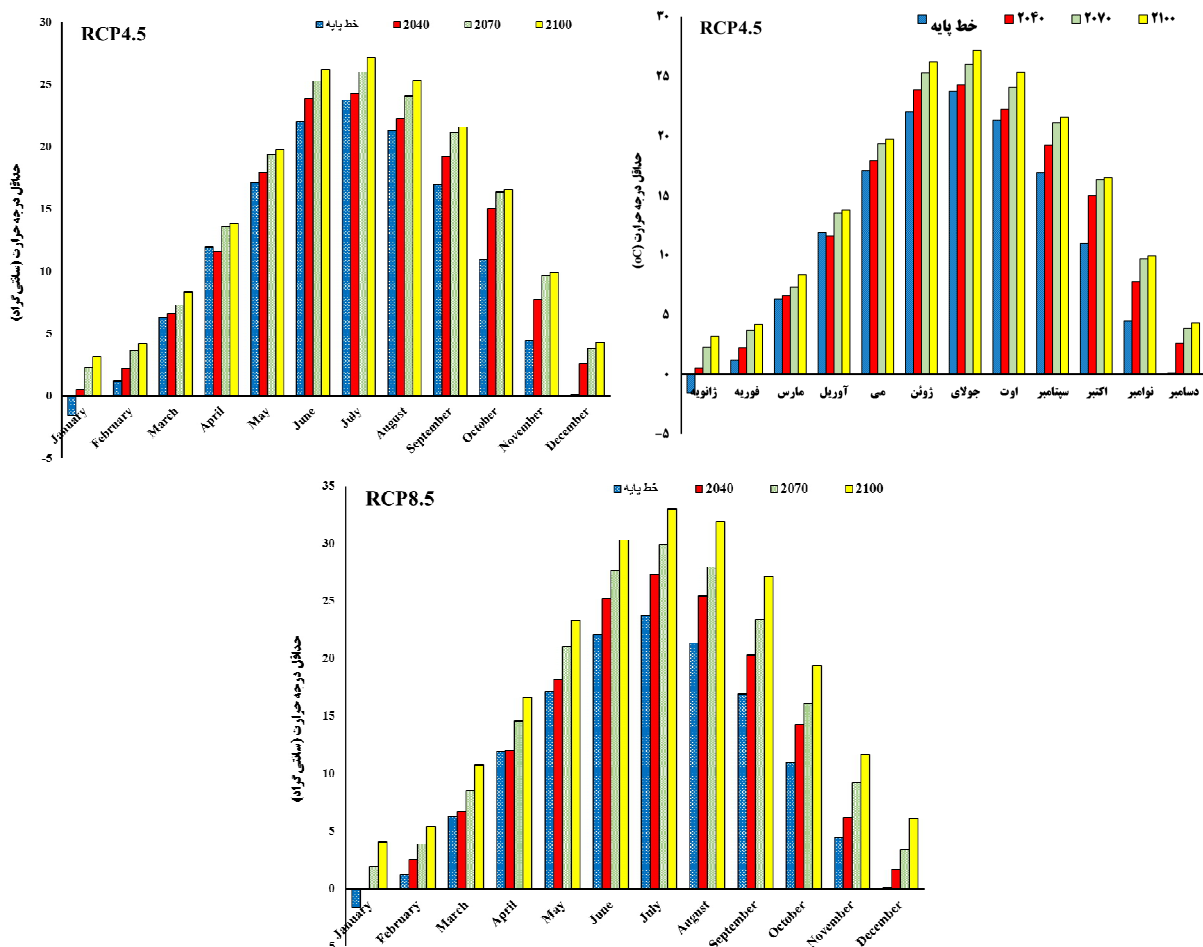 RCP4.5
خط پایه 2040 2070 2100
30
25
20
15
10
5
0
-5
حداقل درجه حرارت (سانتی گراد)
January February March April May June July August September October November December
RCP4.5
خط پایه ۲۰۴۰ ۲۰۷۰ ۲۱۰۰
۳۰
۲۵
۲۰
۱۵
۱۰
۵
۰
−۵
حداقل درجه حرارت (oC)
ژانویه فوریه مارس آوریل می ژوئن جولای اوت سپتامبر اکتبر نوامبر دسامبر
RCP8.5
خط پایه 2040 2070 2100
35
30
25
20
15
10
5
0
حداقل درجه حرارت (سانتی گراد)
January February March April May June July August September October November December